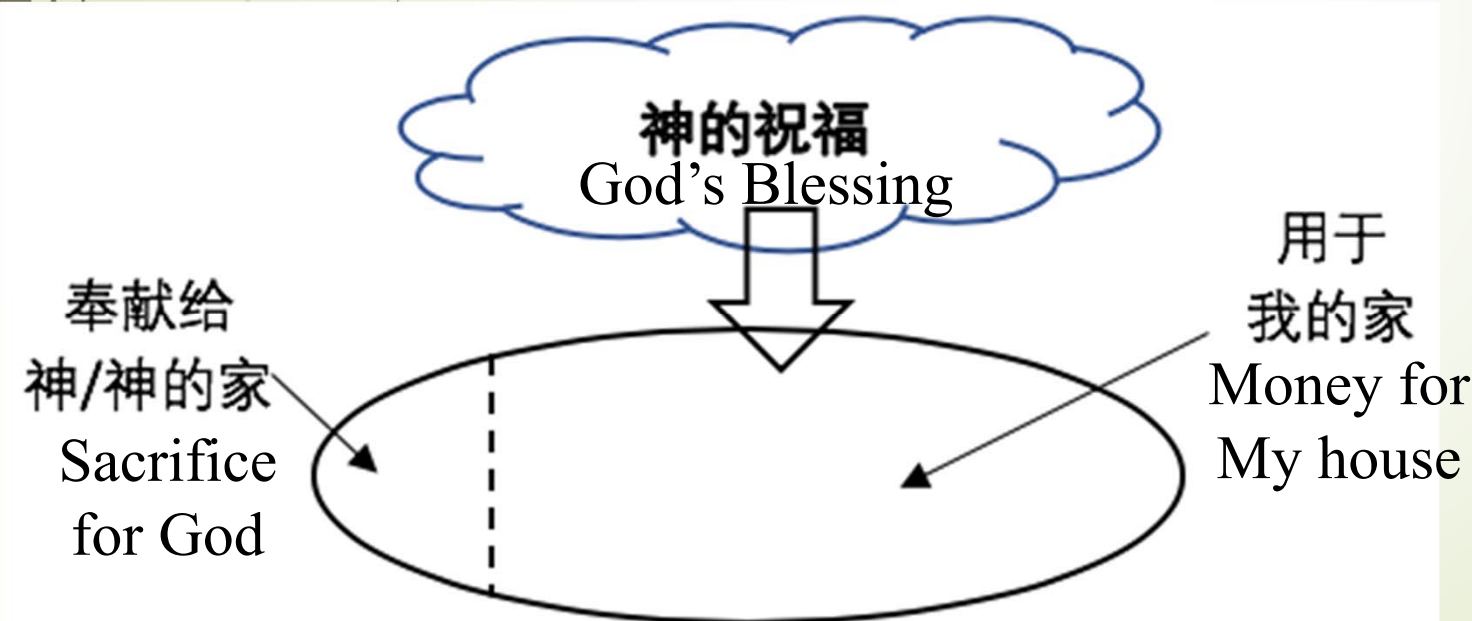 神的祝福
God’s Blessing
奉献给
神/神的家
Sacrifice
for God
用于
我的家
Money for
My house